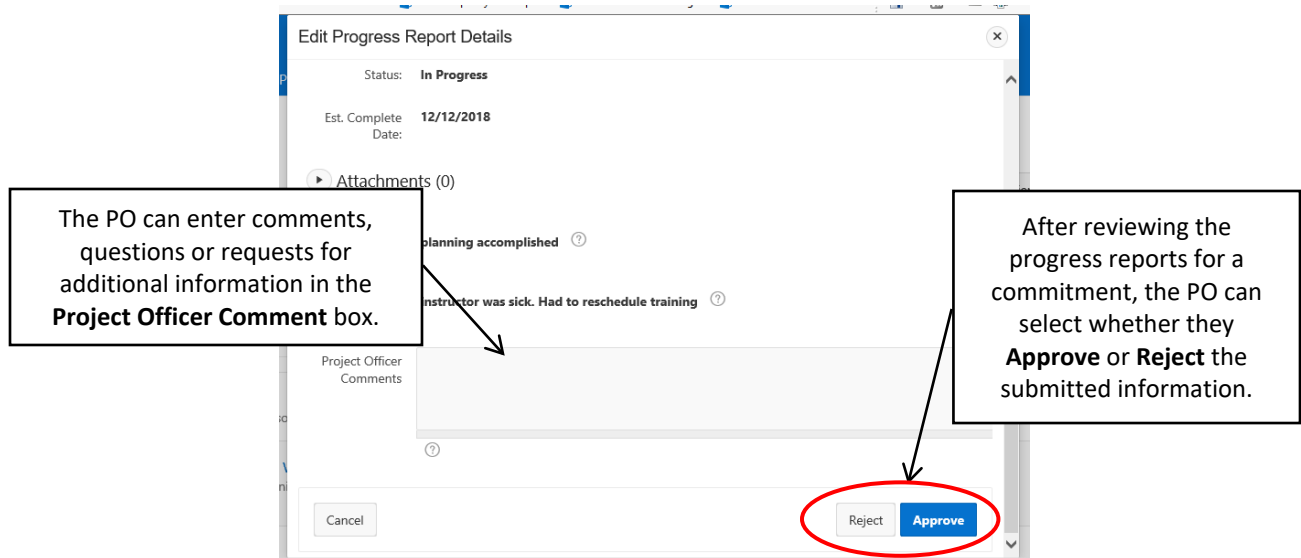 Edit Progress Report Details
Status: In Progress
Est. Complete Date: 12/12/2018
Attachments (0)
The PO can enter comments,
questions or requests for
additional information in the
Project Officer Comment box.
planning accomplished
instructor was sick. Had to reschedule training
Project Officer
Comments
After reviewing the
progress reports for a
commitment, the PO can
select whether they
Approve or Reject the
submitted information.
Cancel
Reject
Approve